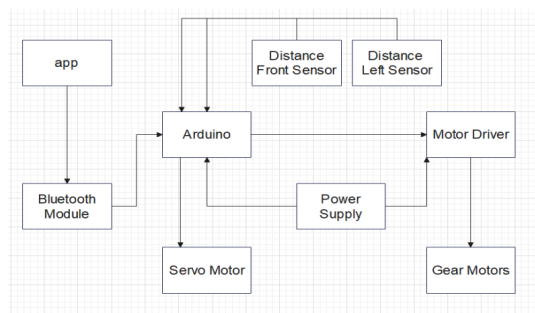 app
Distance
Front Sensor
Distance
Left Sensor
Arduino
Motor Driver
Bluetooth
Module
Power
Supply
Servo Motor
Gear Motors